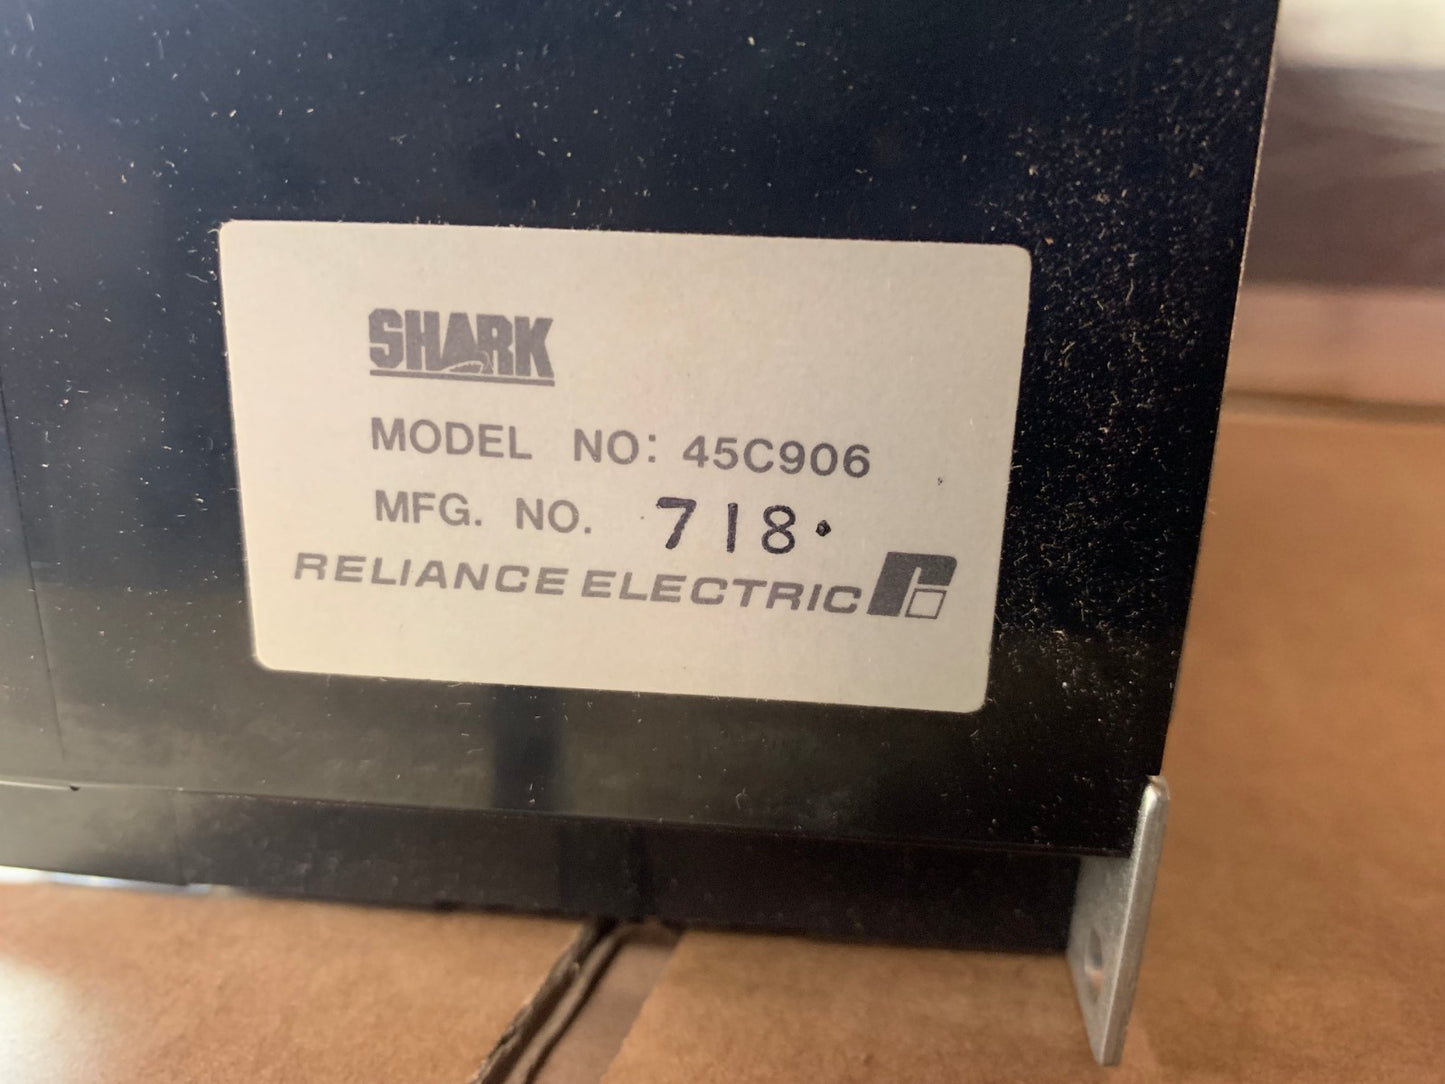 SHARK
MODEL NO: 45C906
MFG. NO. 718.
RELIANCE ELECTRIC